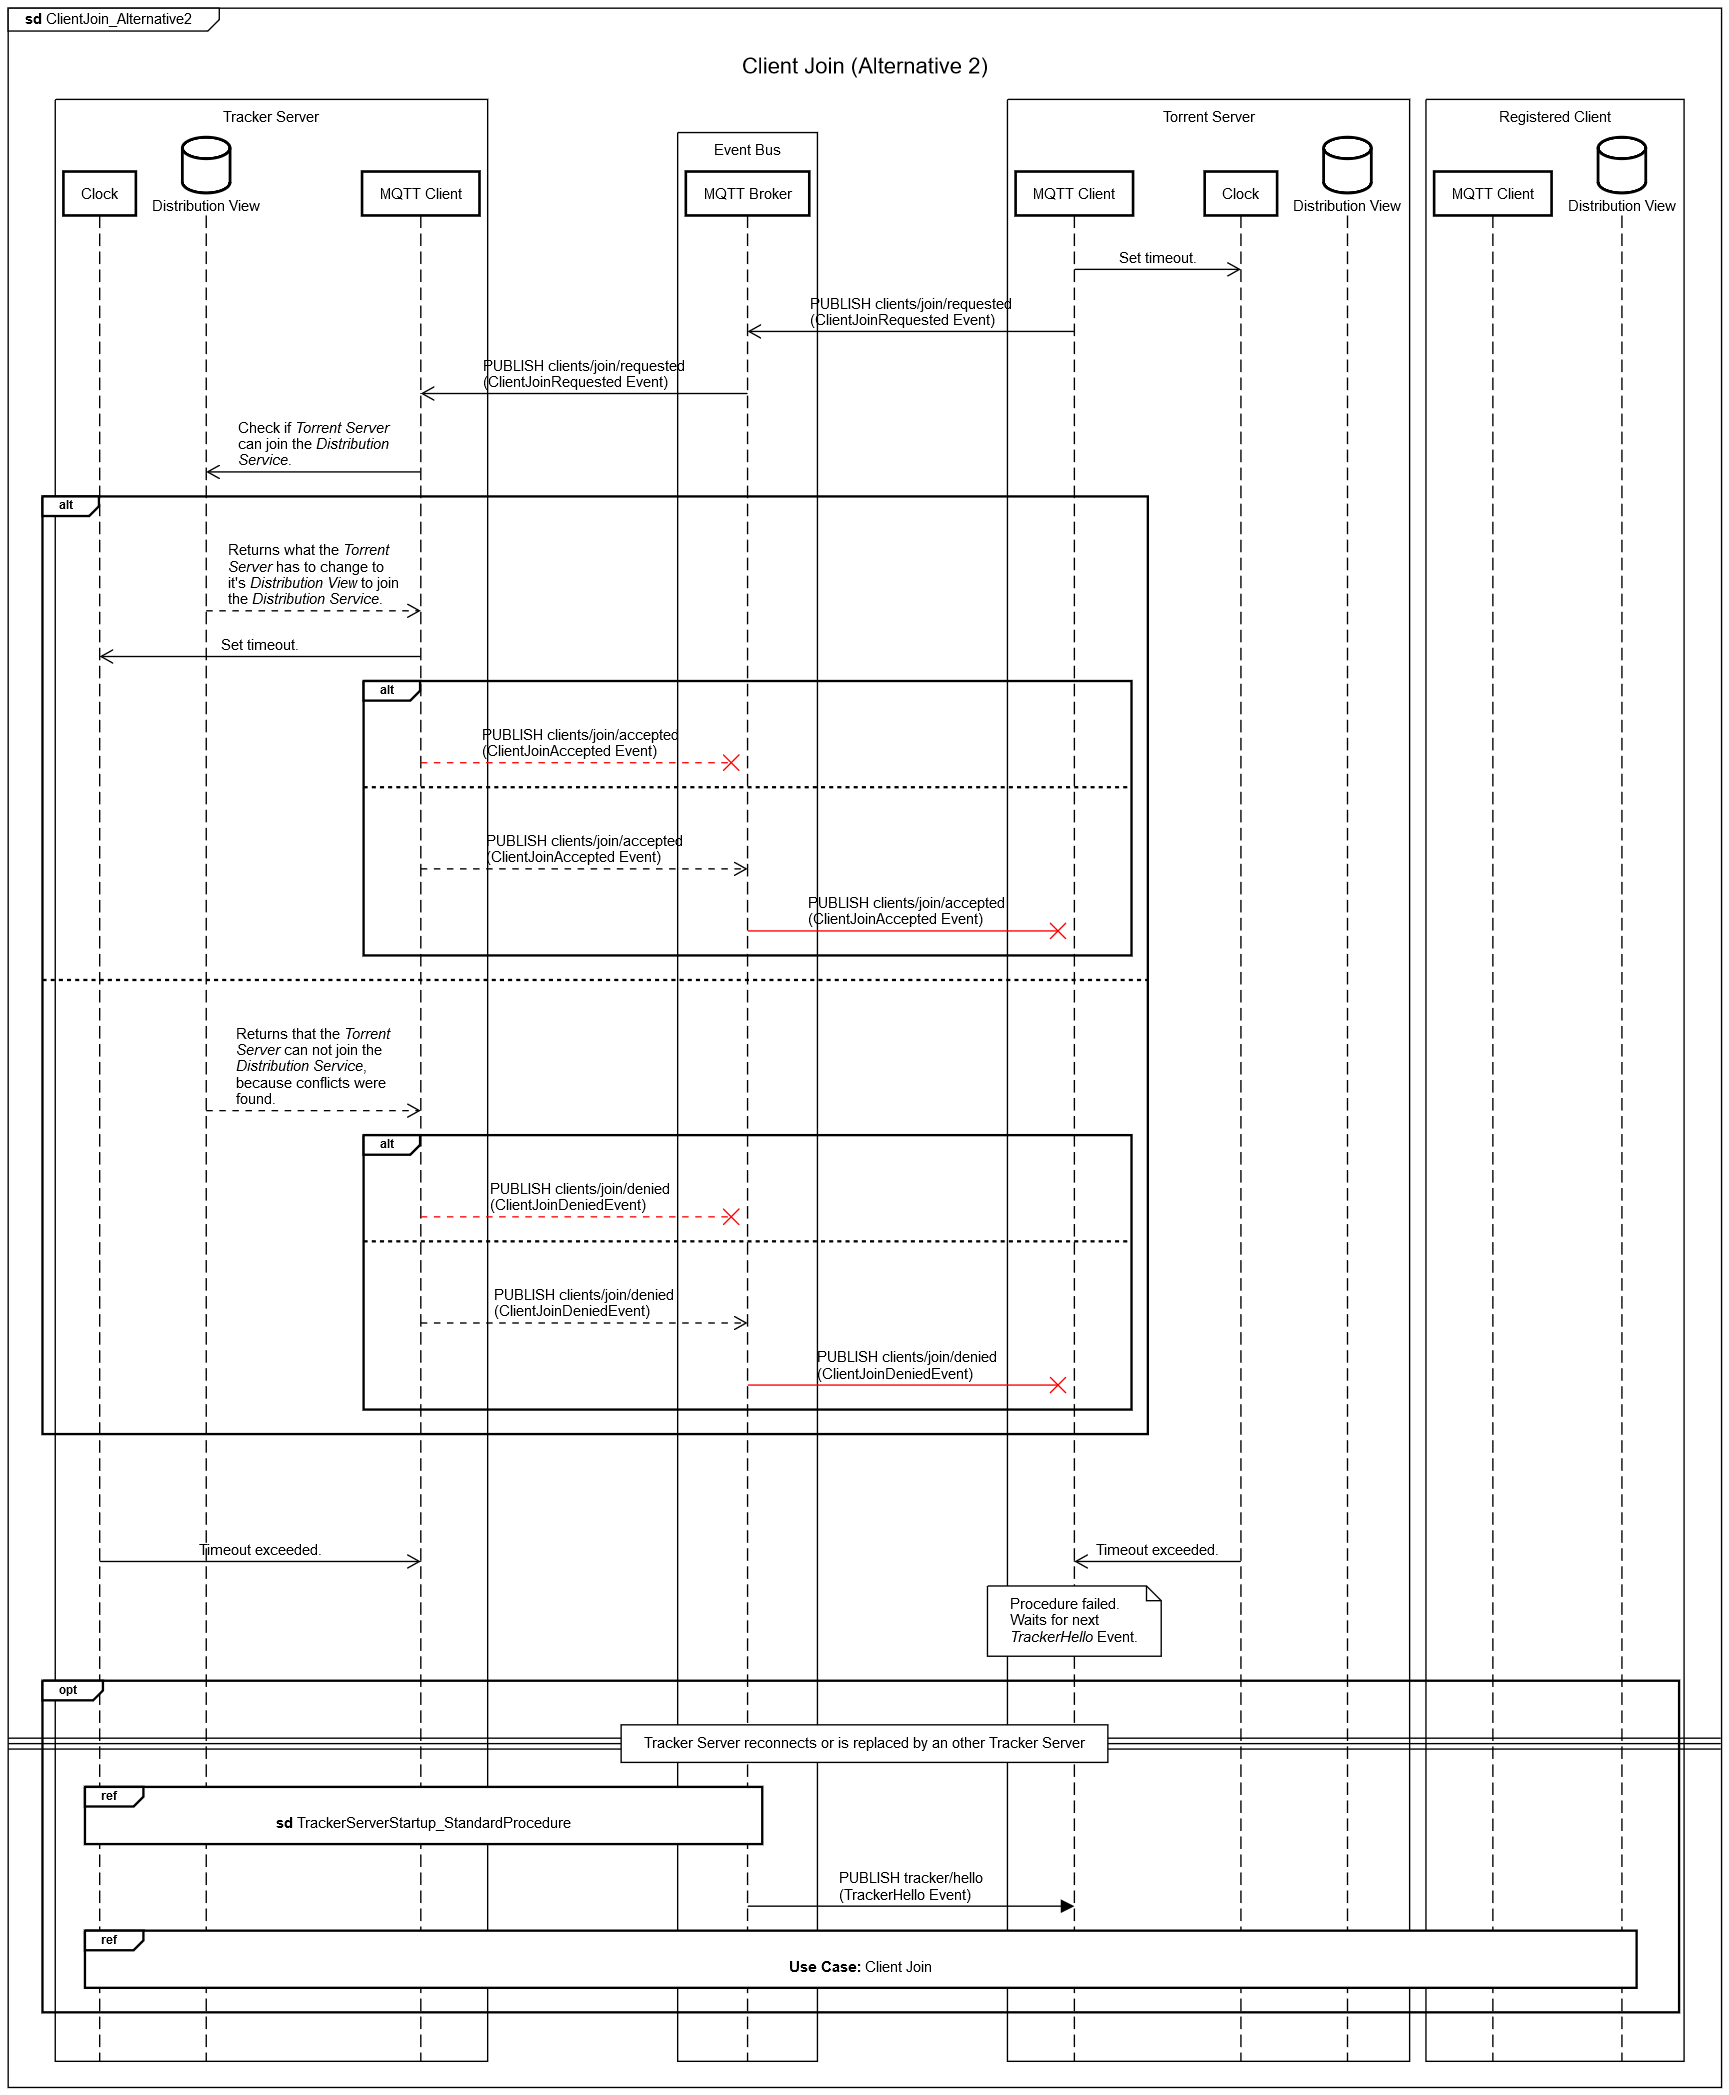 sd ClientJoin_Alternative2
Client Join (Alternative 2)
Tracker Server
Torrent Server
Registered Client
Event Bus
Clock
Distribution View
MQTT Client
MQTT Broker
MQTT Client
Clock
Distribution View
MQTT Client
Distribution View
Set timeout.
PUBLISH clients/join/requested
(ClientJoinRequested Event)
PUBLISH clients/join/requested
(ClientJoinRequested Event)
Check if Torrent Server
can join the Distribution
Service.
alt
Returns what the Torrent
Server has to change to
it's Distribution View to join
the Distribution Service.
Set timeout.
alt
PUBLISH clients/join/accepted
(ClientJoinAccepted Event)
PUBLISH clients/join/accepted
(ClientJoinAccepted Event)
PUBLISH clients/join/accepted
(ClientJoinAccepted Event)
Returns that the Torrent
Server can not join the
Distribution Service,
because conflicts were
found.
alt
PUBLISH clients/join/denied
(ClientJoinDeniedEvent)
PUBLISH clients/join/denied
(ClientJoinDeniedEvent)
PUBLISH clients/join/denied
(ClientJoinDeniedEvent)
Timeout exceeded.
Timeout exceeded.
Procedure failed.
Waits for next
TrackerHello Event.
opt
Tracker Server reconnects or is replaced by an other Tracker Server
ref
sd TrackerServerStartup_StandardProcedure
PUBLISH tracker/hello
(TrackerHello Event)
ref
Use Case: Client Join